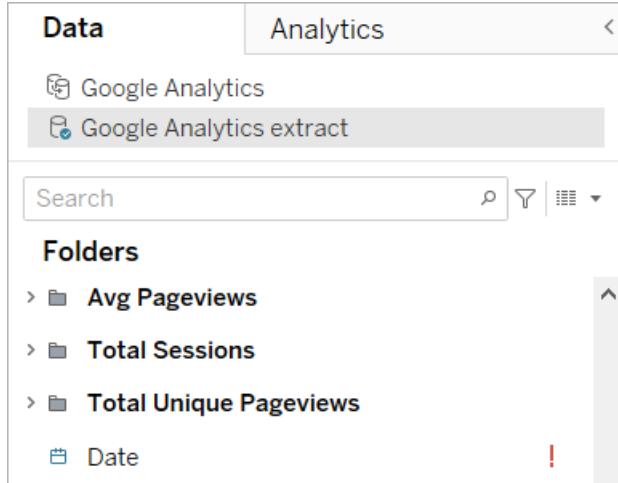 Data
Analytics
Google Analytics
Google Analytics extract
Search
Folders
Avg Pageviews
Total Sessions
Total Unique Pageviews
Date !